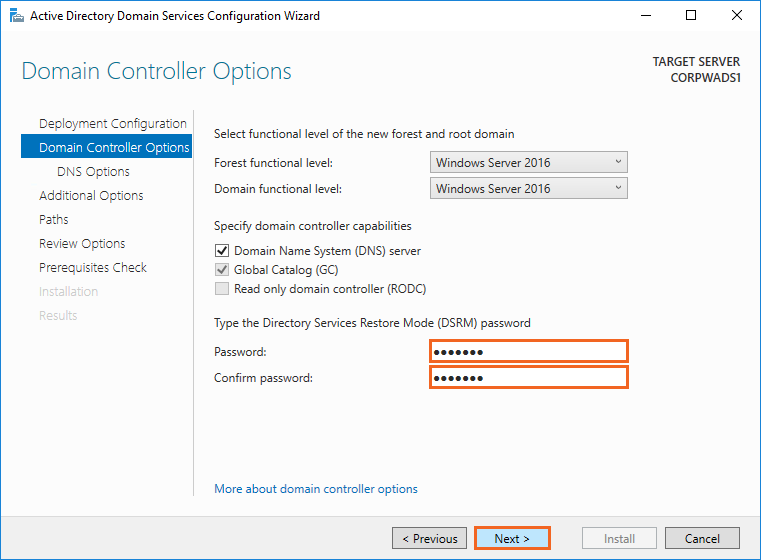 Active Directory Domain Services Configuration Wizard
Domain Controller Options
TARGET SERVER
CORPWADS1
Deployment Configuration
Domain Controller Options
DNS Options
Additional Options
Paths
Review Options
Prerequisites Check
Installation
Results
Select functional level of the new forest and root domain
Forest functional level: Windows Server 2016
Domain functional level: Windows Server 2016
Specify domain controller capabilities
Domain Name System (DNS) server
Global Catalog (GC)
Read only domain controller (RODC)
Type the Directory Services Restore Mode (DSRM) password
Password: •••••••
Confirm password: •••••••
More about domain controller options
< Previous Next > Install Cancel